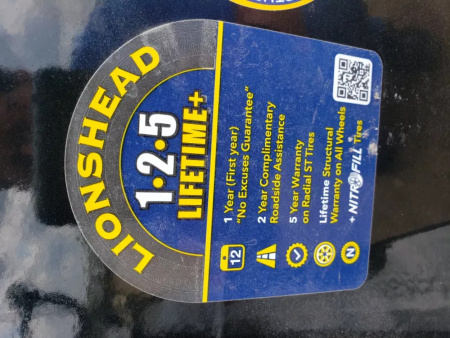 LIONSHEAD
1·2·5
LIFETIME+
1 Year (First year)
"No Excuses Guarantee"
2 Year Complimentary
Roadside Assistance
5 Year Warranty
on Radial ST Tires
Lifetime Structural
Warranty on All Wheels
+ NITROFILL Tires
12
N